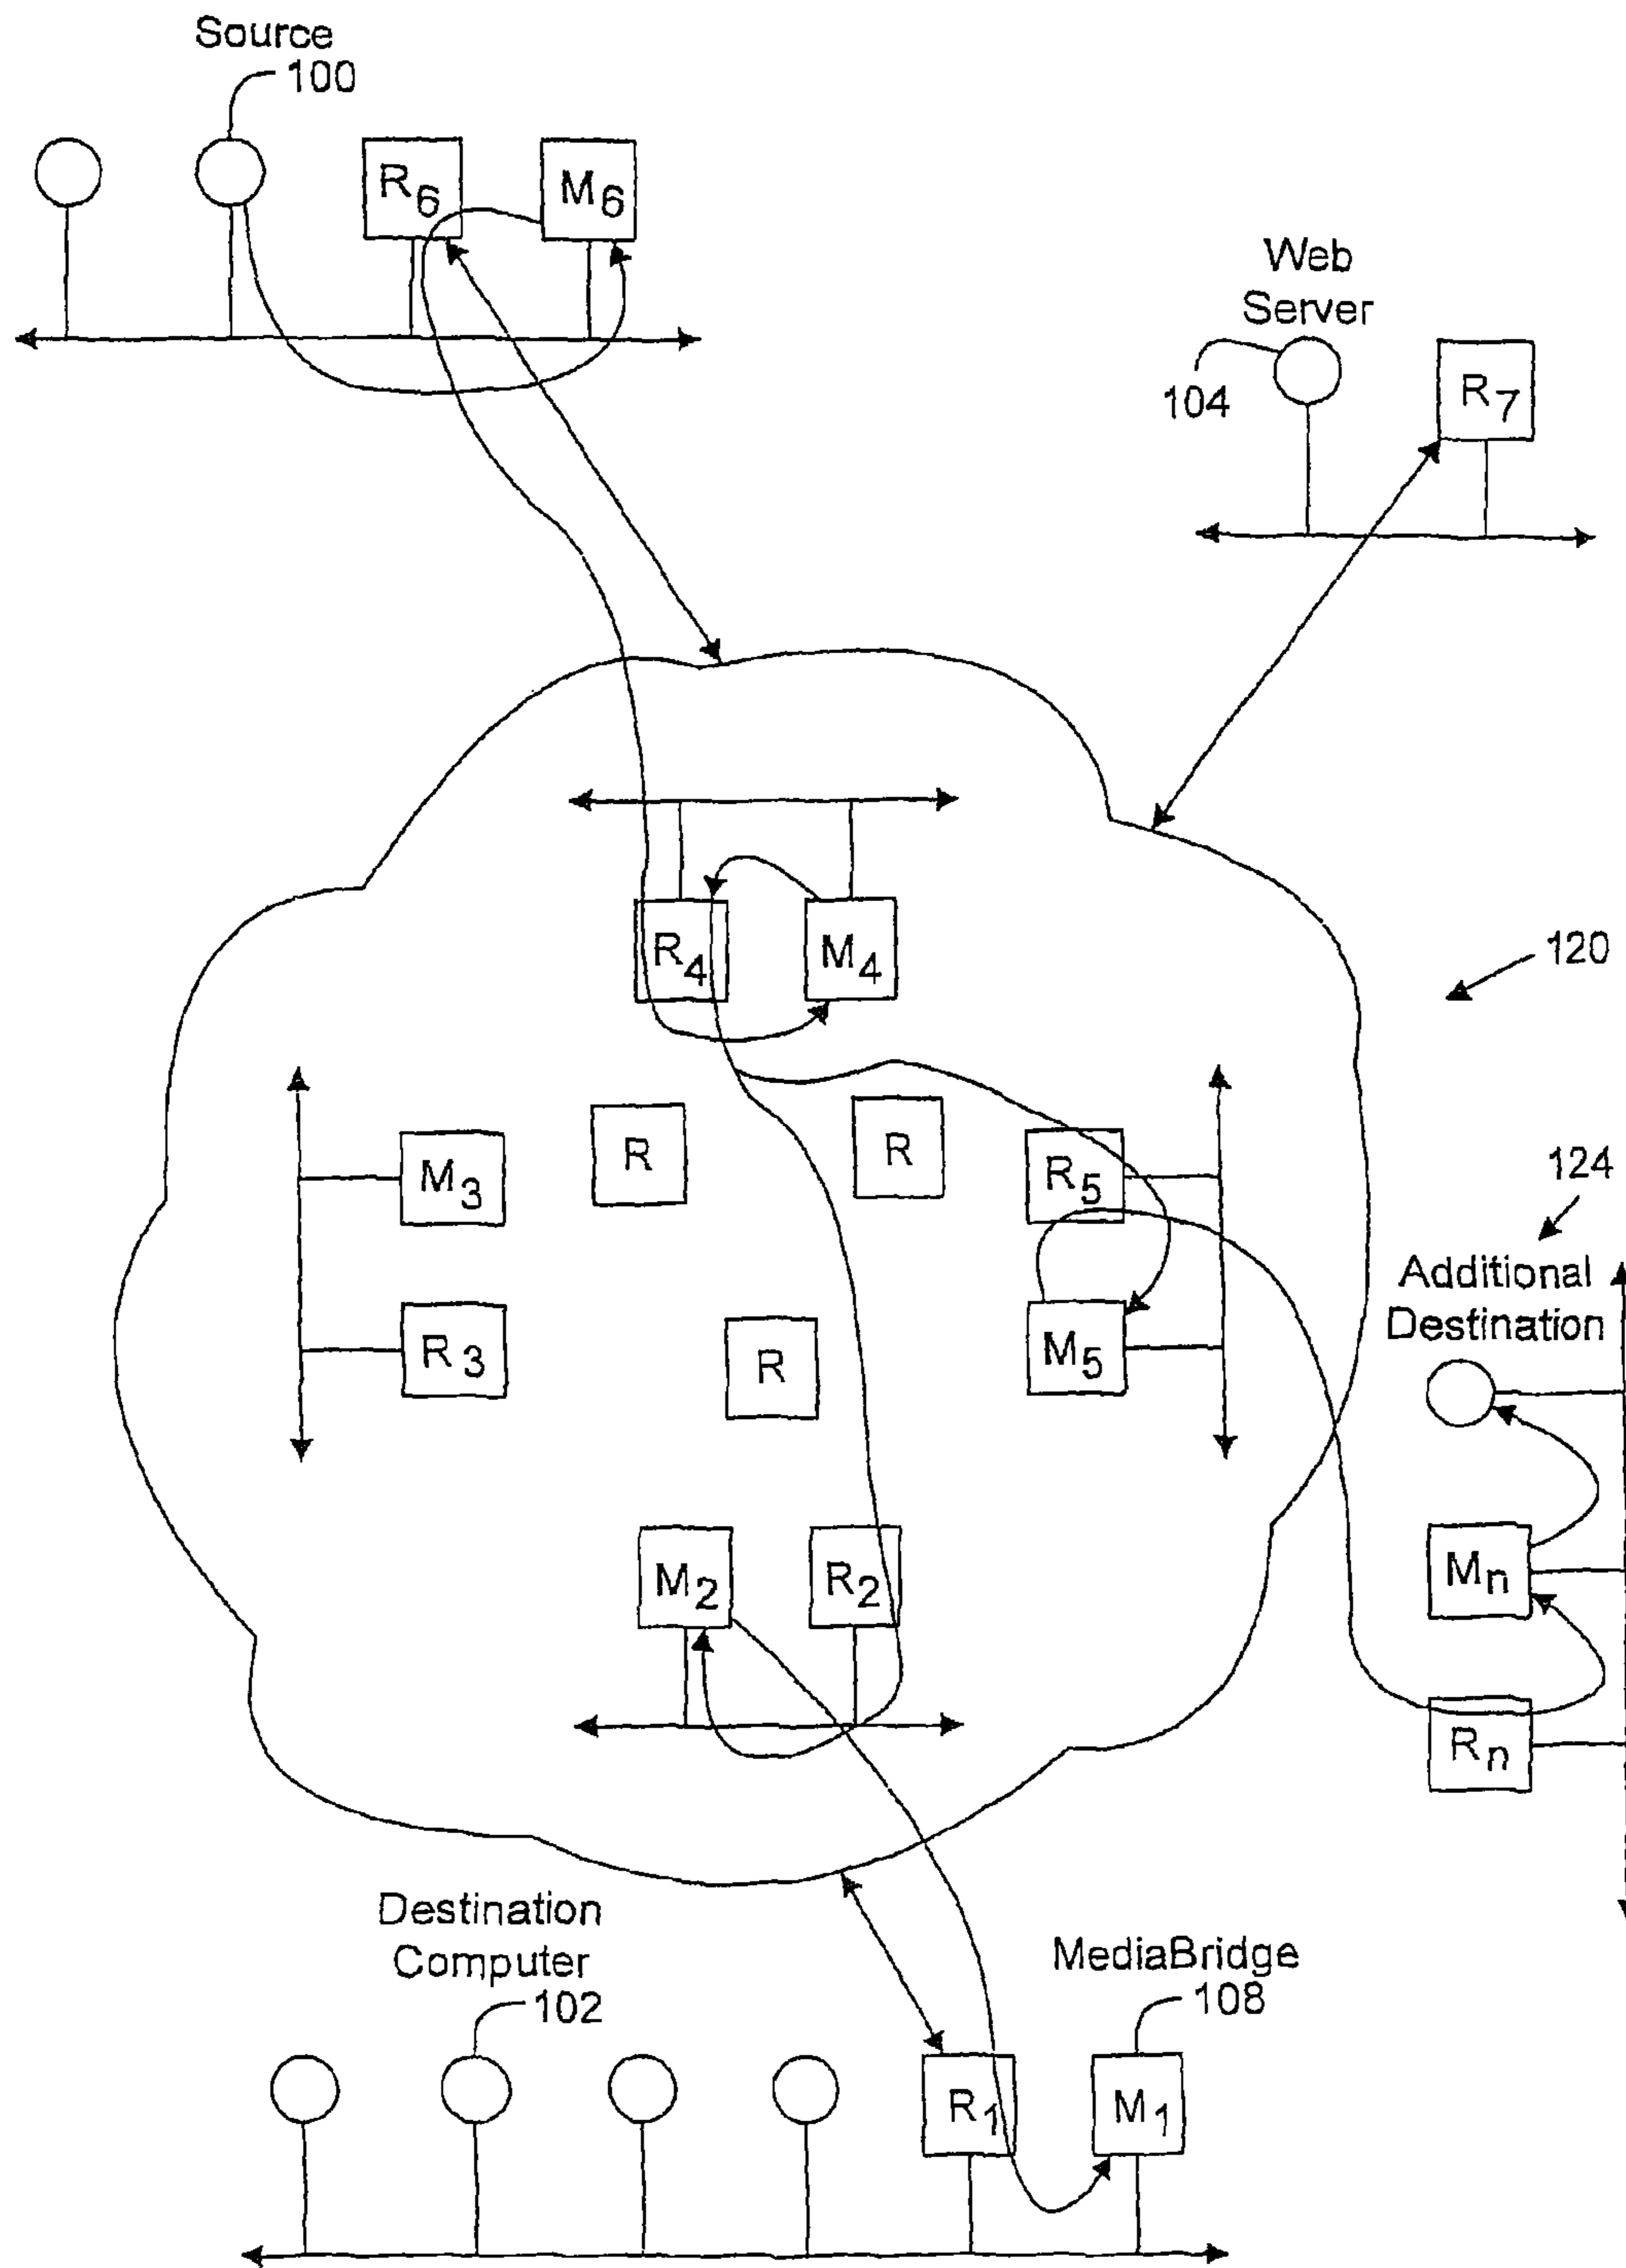 Source
100
R6
M6
Web
Server
104
R7
R4
M4
120
M3
R
R
R5
124
Additional
Destination
R3
R
M5
M2
R2
Mn
Rn
Destination
Computer
102
MediaBridge
108
R1
M1